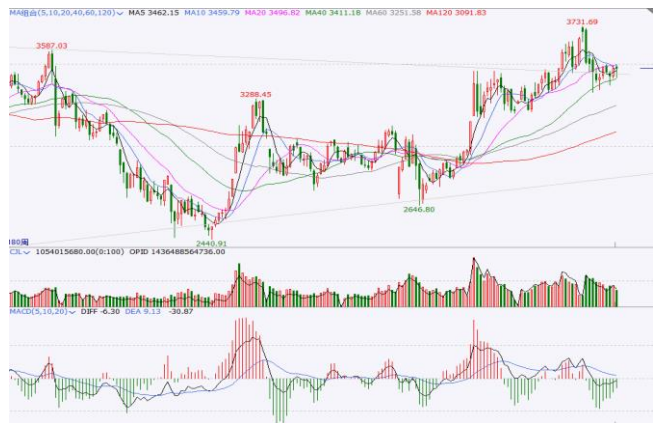 MA组合(5,10,20,40,60,120) MA5 3462.15 MA10 3459.79 MA20 3496.82 MA40 3411.18 MA60 3251.58 MA120 3091.83
3731.69
3587.03
3288.45
2646.80
2440.91
180周
CJL 1054015680.00(0:100) OPID 1436488564736.00
MACD(5,10,20) DIFF -6.30 DEA 9.13 -30.87